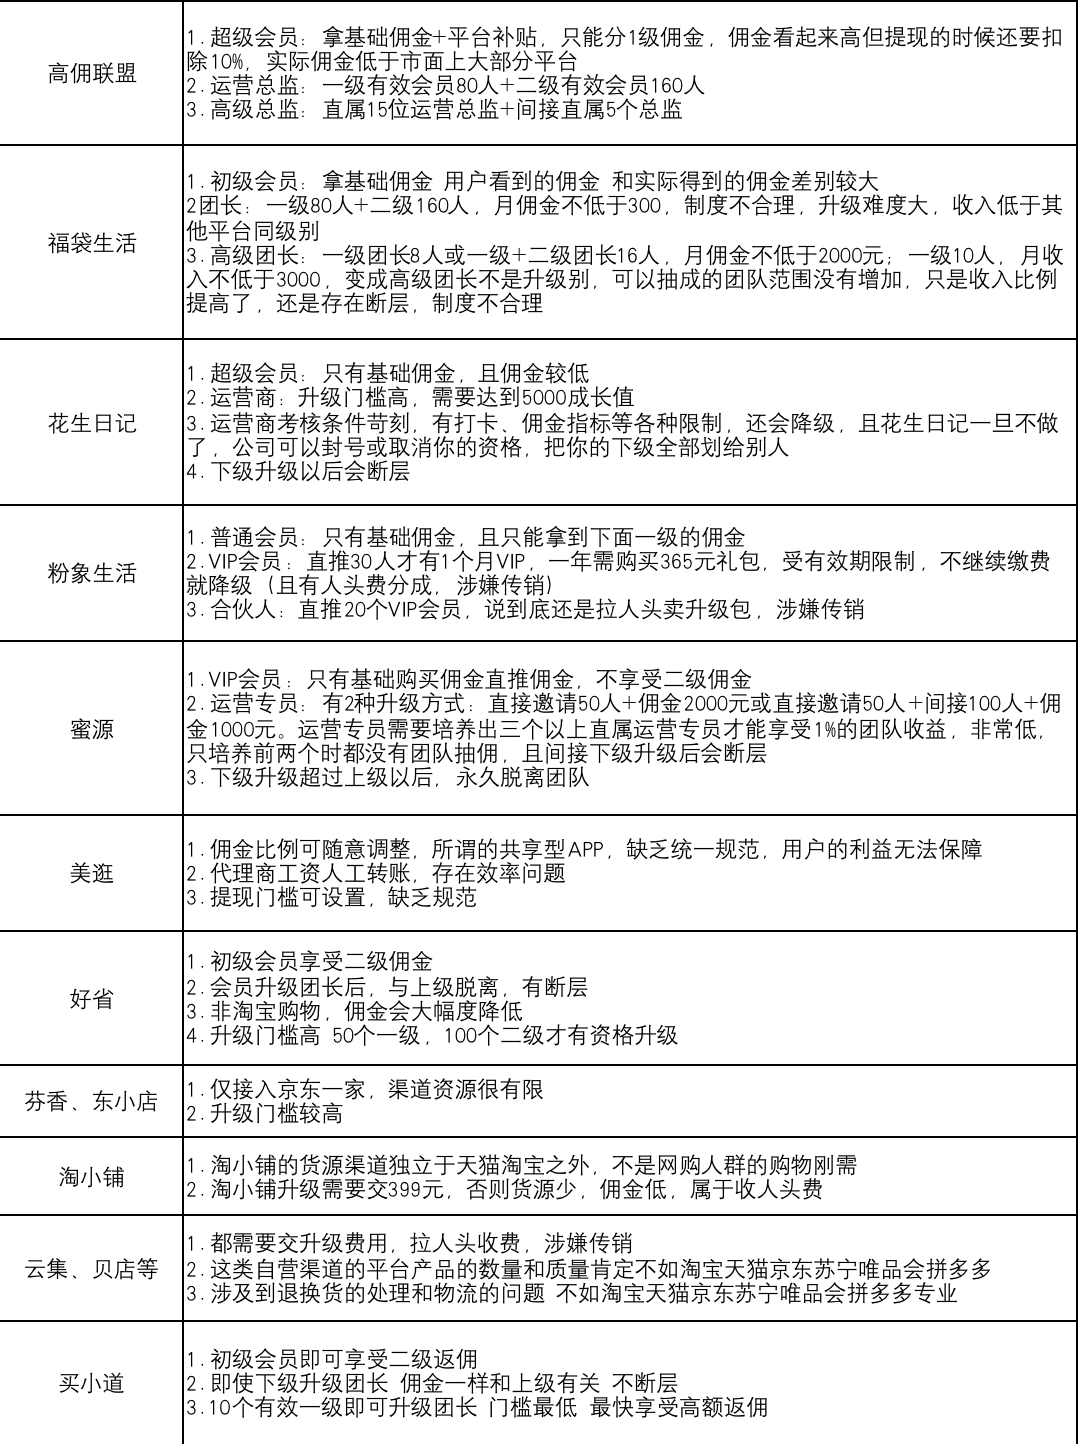 高佣联盟
1.超级会员：拿基础佣金+平台补贴，只能分1级佣金，佣金看起来高但提现的时候还要扣
除10%，实际佣金低于市面上大部分平台
2.运营总监：一级有效会员80人+二级有效会员160人
3.高级总监：直属15位运营总监+间接直属5个总监
福袋生活
1.初级会员：拿基础佣金 用户看到的佣金 和实际得到的佣金差别较大
2团长：一级80人+二级160人，月佣金不低于300，制度不合理，升级难度大，收入低于其
他平台同级别
3.高级团长：一级团长8人或一级+二级团长16人，月佣金不低于2000元；一级10人，月收
入不低于3000，变成高级团长不是升级别，可以抽成的团队范围没有增加，只是收入比例
提高了，还是存在断层，制度不合理
花生日记
1.超级会员：只有基础佣金，且佣金较低
2.运营商：升级门槛高，需要达到5000成长值
3.运营商考核条件苛刻，有打卡、佣金指标等各种限制，还会降级，且花生日记一旦不做
了，公司可以封号或取消你的资格，把你的下级全部划给别人
4.下级升级以后会断层
粉象生活
1.普通会员：只有基础佣金，且只能拿到下面一级的佣金
2.VIP会员：直推30人才有1个月VIP，一年需购买365元礼包，受有效期限制，不继续缴费
就降级（且有人头费分成，涉嫌传销）
3.合伙人：直推20个VIP会员，说到底还是拉人头卖升级包，涉嫌传销
蜜源
1.VIP会员：只有基础购买佣金直推佣金，不享受二级佣金
2.运营专员：有2种升级方式：直接邀请50人+佣金2000元或直接邀请50人+间接100人+佣
金1000元。运营专员需要培养出三个以上直属运营专员才能享受1%的团队收益，非常低，
只培养前两个时都没有团队抽佣，且间接下级升级后会断层
3.下级升级超过上级以后，永久脱离团队
美逛
1.佣金比例可随意调整，所谓的共享型APP，缺乏统一规范，用户的利益无法保障
2.代理商工资人工转账，存在效率问题
3.提现门槛可设置，缺乏规范
好省
1.初级会员享受二级佣金
2.会员升级团长后，与上级脱离，有断层
3.非淘宝购物，佣金会大幅度降低
4.升级门槛高 50个一级，100个二级才有资格升级
芬香、东小店
1.仅接入京东一家，渠道资源很有限
2.升级门槛较高
淘小铺
1.淘小铺的货源渠道独立于天猫淘宝之外，不是网购人群的购物刚需
2.淘小铺升级需要交399元，否则货源少，佣金低，属于收人头费
云集、贝店等
1.都需要交升级费用，拉人头收费，涉嫌传销
2.这类自营渠道的平台产品的数量和质量肯定不如淘宝天猫京东苏宁唯品会拼多多
3.涉及到退换货的处理和物流的问题 不如淘宝天猫京东苏宁唯品会拼多多专业
买小道
1.初级会员即可享受二级返佣
2.即使下级升级团长 佣金一样和上级有关 不断层
3.10个有效一级即可升级团长 门槛最低 最快享受高额返佣